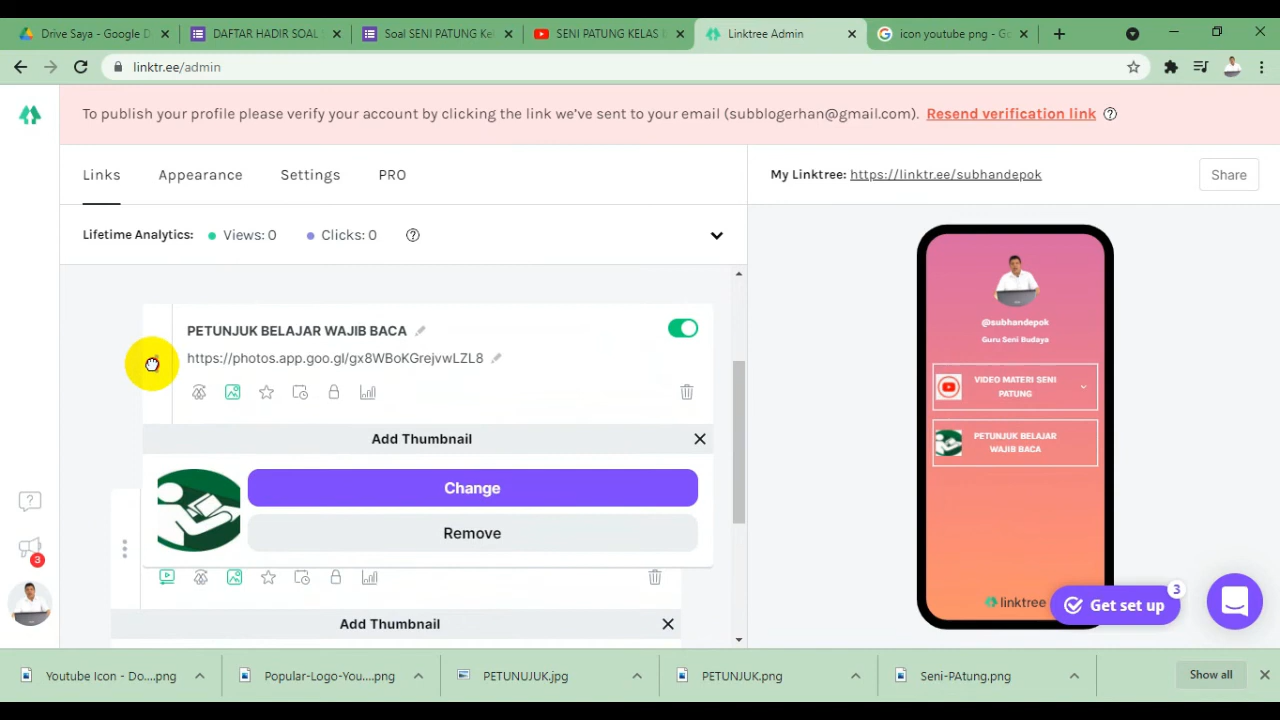 Drive Saya - Google D
DAFTAR HADIR SOAL
Soal SENI PATUNG Kel
SENI PATUNG KELAS
Linktree Admin
icon youtube png - Go
linktr.ee/admin
To publish your profile please verify your account by clicking the link we've sent to your email (subblogerhan@gmail.com). Resend verification link
Links
Appearance
Settings
PRO
My Linktree: https://linktr.ee/subhandepok
Share
Lifetime Analytics:
Views: 0
Clicks: 0
PETUNJUK BELAJAR WAJIB BACA
https://photos.app.goo.gl/gx8WBoKGrejvwLZL8
Add Thumbnail
Change
Remove
Add Thumbnail
@subhandepok
Guru Seni Budaya
VIDEO MATERI SENI
PATUNG
PETUNJUK BELAJAR
WAJIB BACA
linktree
Get set up
3
3
Youtube Icon - Do....png
Popular-Logo-You....png
PETUNUJUK.jpg
PETUNJUK.png
Seni-PAtung.png
Show all